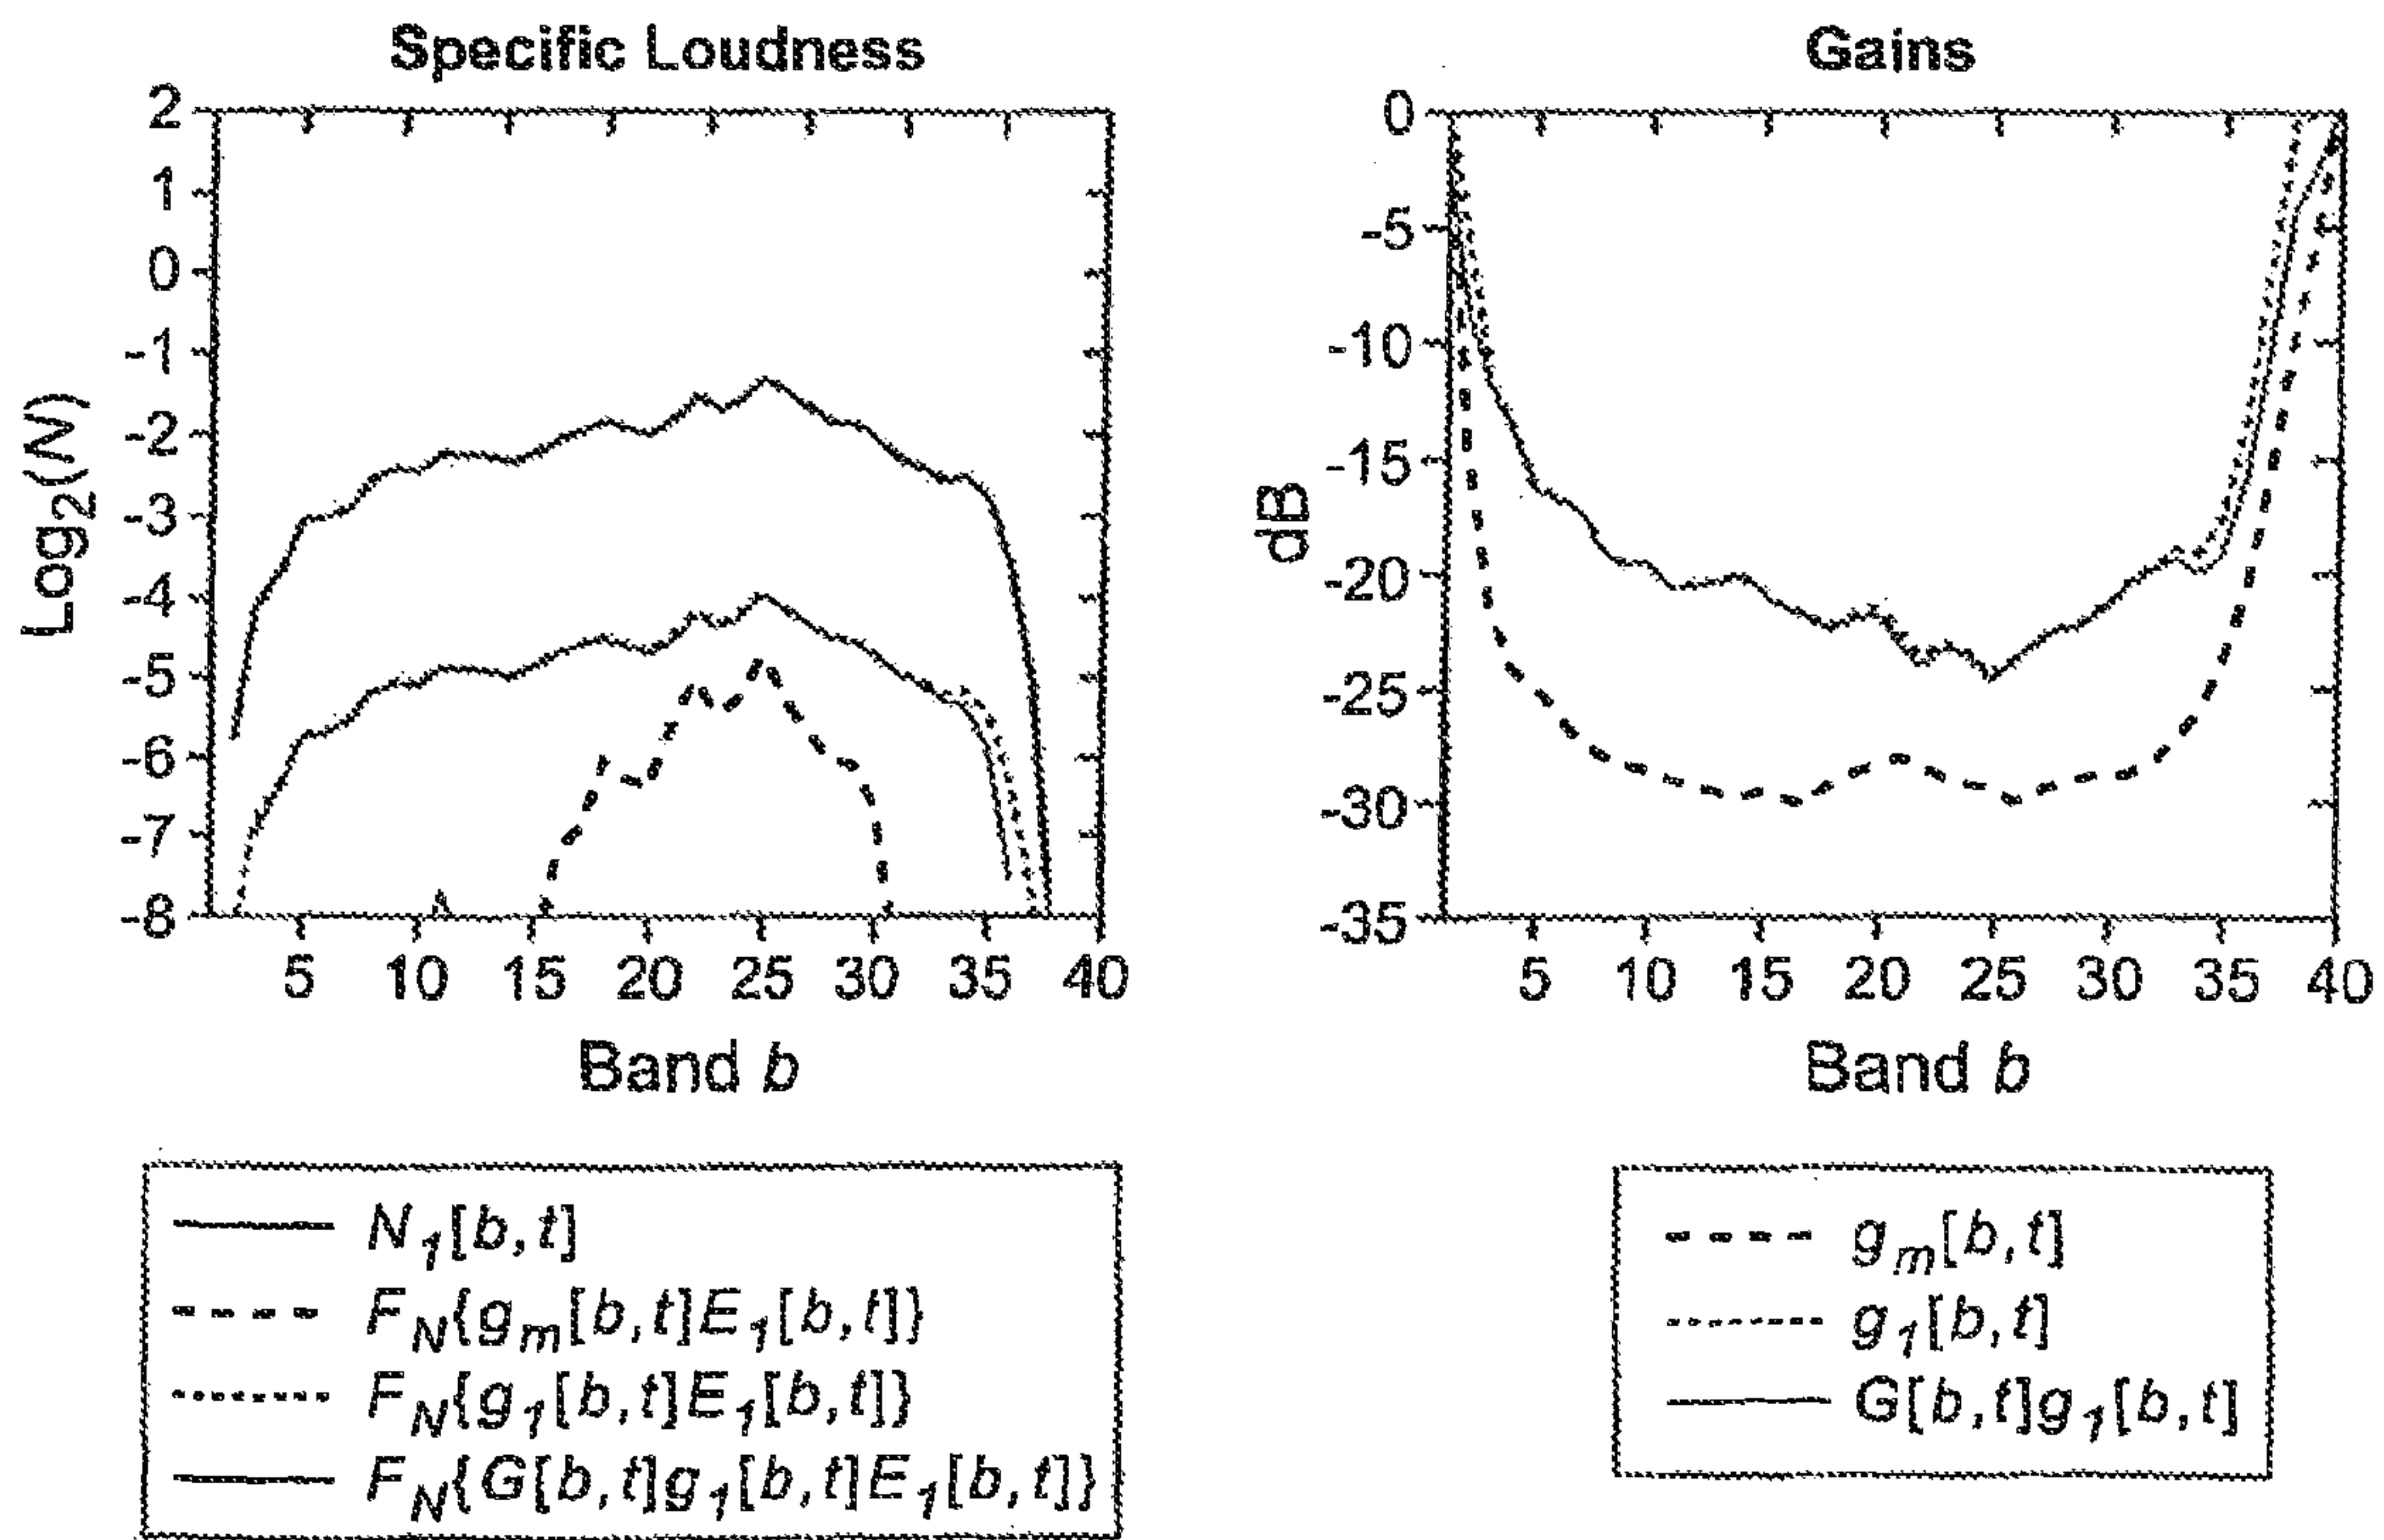 Specific Loudness
2
1
0
-1
-2
-3
-4
-5
-6
-7
-8
Log2(N)
5 10 15 20 25 30 35 40
Band b
N1[b,t]
FN{gm[b,t]E1[b,t]}
FN{g1[b,t]E1[b,t]}
FN{G[b,t]g1[b,t]E1[b,t]}
Gains
0
-5
-10
-15
-20
-25
-30
-35
dB
5 10 15 20 25 30 35 40
Band b
gm[b,t]
g1[b,t]
G[b,t]g1[b,t]